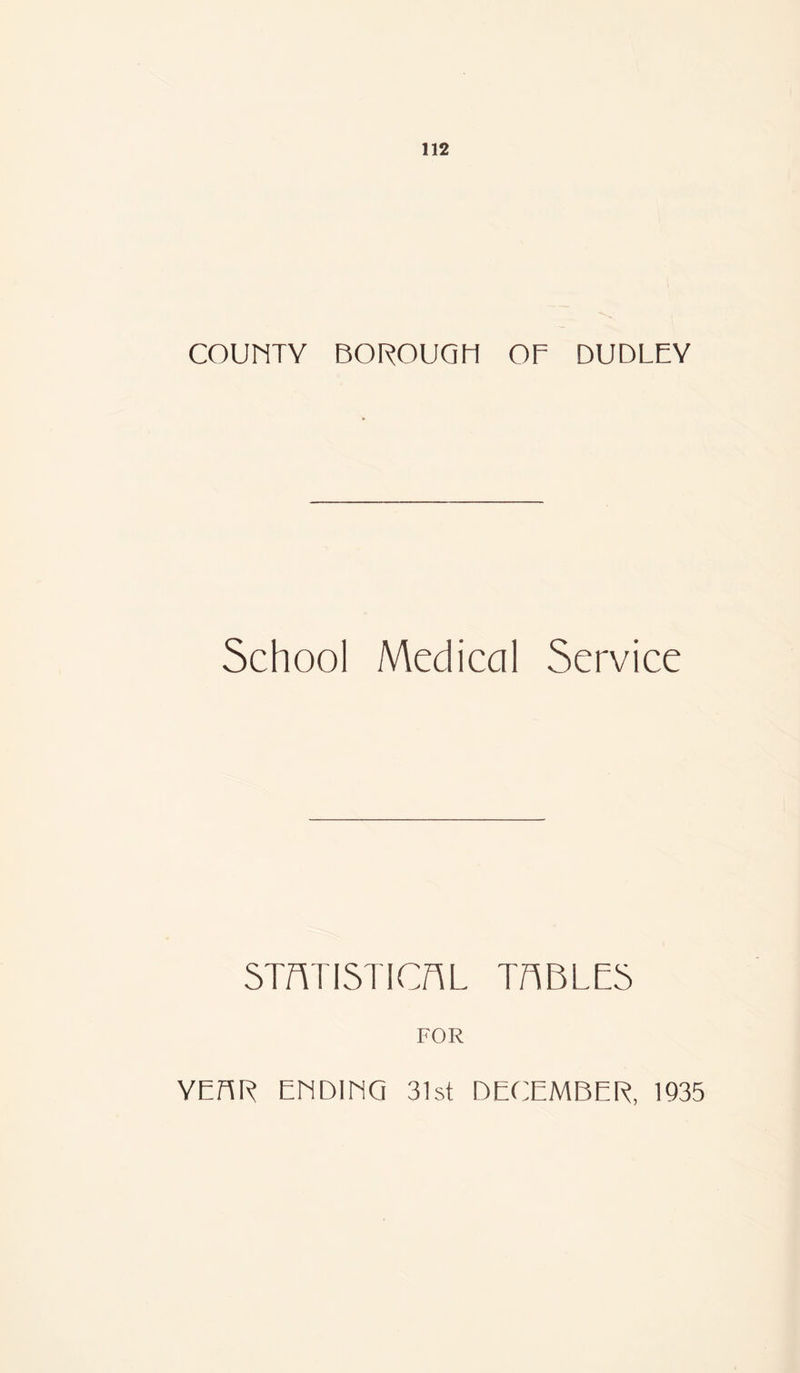 112
COUNTY BOROUGH OF DUDLEY
School Medical Service
STATISTICAL TABLES
FOR
YEAR ENDING 31st DECEMBER, 1935